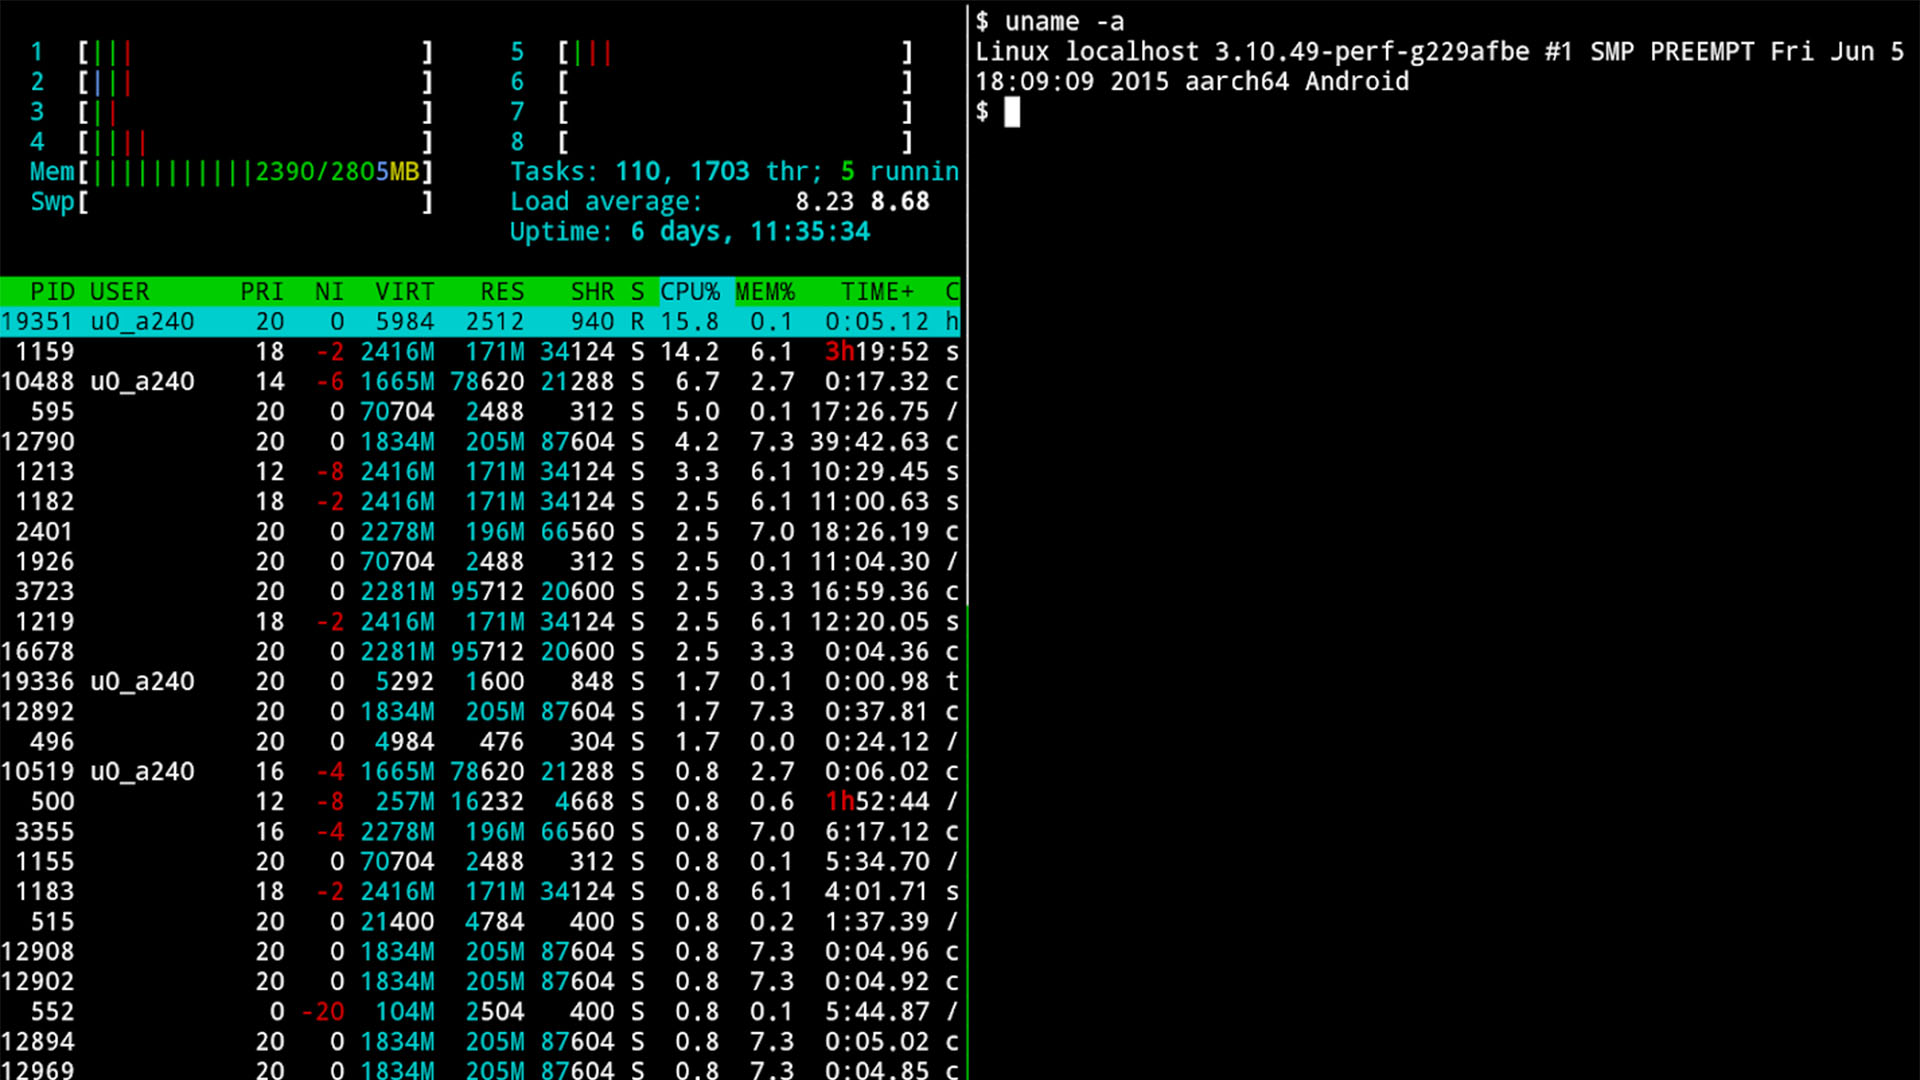 1 [||| ] 5 [||| ]
2 [||| ] 6 [ ]
3 [|| ] 7 [ ]
4 [|||| ] 8 [ ]
Mem[|||||||||||2390/2805MB] Tasks: 110, 1703 thr; 5 runnin
Swp[ ] Load average: 8.23 8.68
Uptime: 6 days, 11:35:34
PID USER PRI NI VIRT RES SHR S CPU% MEM% TIME+ C
19351 u0_a240 20 0 5984 2512 940 R 15.8 0.1 0:05.12 h
1159 18 -2 2416M 171M 34124 S 14.2 6.1 3h19:52 s
10488 u0_a240 14 -6 1665M 78620 21288 S 6.7 2.7 0:17.32 c
595 20 0 70704 2488 312 S 5.0 0.1 17:26.75 /
12790 20 0 1834M 205M 87604 S 4.2 7.3 39:42.63 c
1213 12 -8 2416M 171M 34124 S 3.3 6.1 10:29.45 s
1182 18 -2 2416M 171M 34124 S 2.5 6.1 11:00.63 s
2401 20 0 2278M 196M 66560 S 2.5 7.0 18:26.19 c
1926 20 0 70704 2488 312 S 2.5 0.1 11:04.30 /
3723 20 0 2281M 95712 20600 S 2.5 3.3 16:59.36 c
1219 18 -2 2416M 171M 34124 S 2.5 6.1 12:20.05 s
16678 20 0 2281M 95712 20600 S 2.5 3.3 0:04.36 c
19336 u0_a240 20 0 5292 1600 848 S 1.7 0.1 0:00.98 t
12892 20 0 1834M 205M 87604 S 1.7 7.3 0:37.81 c
496 20 0 4984 476 304 S 1.7 0.0 0:24.12 /
10519 u0_a240 16 -4 1665M 78620 21288 S 0.8 2.7 0:06.02 c
500 12 -8 257M 16232 4668 S 0.8 0.6 1h52:44 /
3355 16 -4 2278M 196M 66560 S 0.8 7.0 6:17.12 c
1155 20 0 70704 2488 312 S 0.8 0.1 5:34.70 /
1183 18 -2 2416M 171M 34124 S 0.8 6.1 4:01.71 s
515 20 0 21400 4784 400 S 0.8 0.2 1:37.39 /
12908 20 0 1834M 205M 87604 S 0.8 7.3 0:04.96 c
12902 20 0 1834M 205M 87604 S 0.8 7.3 0:04.92 c
552 0 -20 104M 2504 400 S 0.8 0.1 5:44.87 /
12894 20 0 1834M 205M 87604 S 0.8 7.3 0:05.02 c
12969 20 0 1834M 205M 87604 S 0.8 7.3 0:04.85 c
$ uname -a
Linux localhost 3.10.49-perf-g229afbe #1 SMP PREEMPT Fri Jun 5
18:09:09 2015 aarch64 Android
$